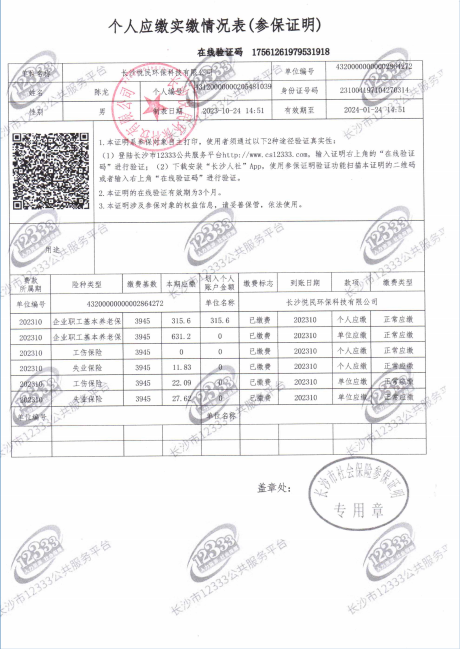 个人应缴实缴情况表(参保证明)
在线验证号 17561261979531918
单位名称 长沙悦民环保科技有限公司 单位编号 43200000000002864272
姓名 陈龙 个人编号 身份证号码
性别 男 制表日期 2023-10-24 14:51 有效期至 2024-01-24 14:51
1.本证明是参保对象自主打印，使用者须通过以下2种途径验证真实性：
（1）登陆长沙市12333公共服务平台http://www.cs12333.com，输入证明右上角的“在线验证
码”进行验证；（2）下载安装“长沙人社”App，使用参保证明验证功能扫描本证明的二维码
或者输入右上角“在线验证码”进行验证。
2.本证明的在线验证有效期为3个月。
3.本证明涉及参保对象的权益信息，请妥善保管，依法使用。
用途：
费款所属期 险种类型 缴费基数 本期应缴 划入个人账户金额 缴费标志 到账日期 款项 缴费类型
单位编号 43200000000002864272 单位名称 长沙悦民环保科技有限公司
202310 企业职工基本养老保 3945 315.6 315.6 已缴费 202310 个人应缴 正常应缴
202310 企业职工基本养老保 3945 631.2 0 已缴费 202310 单位应缴 正常应缴
202310 工伤保险 3945 0 0 已缴费 202310 个人应缴 正常应缴
202310 失业保险 3945 11.83 0 已缴费 202310 个人应缴 正常应缴
202310 工伤保险 3945 22.09 0 已缴费 202310 单位应缴 正常应缴
202310 失业保险 3945 27.62 0 已缴费 202310 单位应缴 正常应缴
单位编号 单位名称
盖章处：
长沙市社会保险参保证明
专用章
12333
长沙市12333公共服务平台